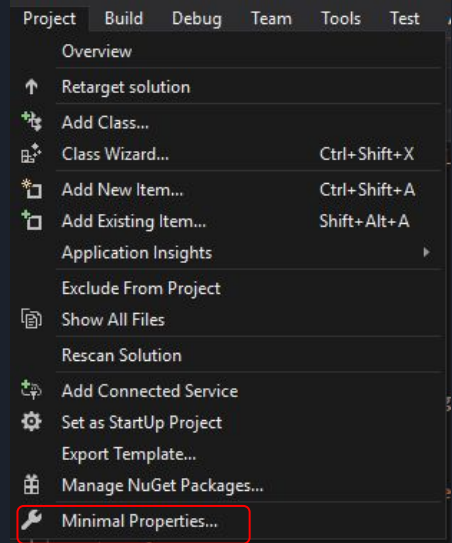 Project Build Debug Team Tools Test
Overview
Retarget solution
Add Class...
Class Wizard... Ctrl+Shift+X
Add New Item... Ctrl+Shift+A
Add Existing Item... Shift+Alt+A
Application Insights
Exclude From Project
Show All Files
Rescan Solution
Add Connected Service
Set as StartUp Project
Export Template...
Manage NuGet Packages...
Minimal Properties...